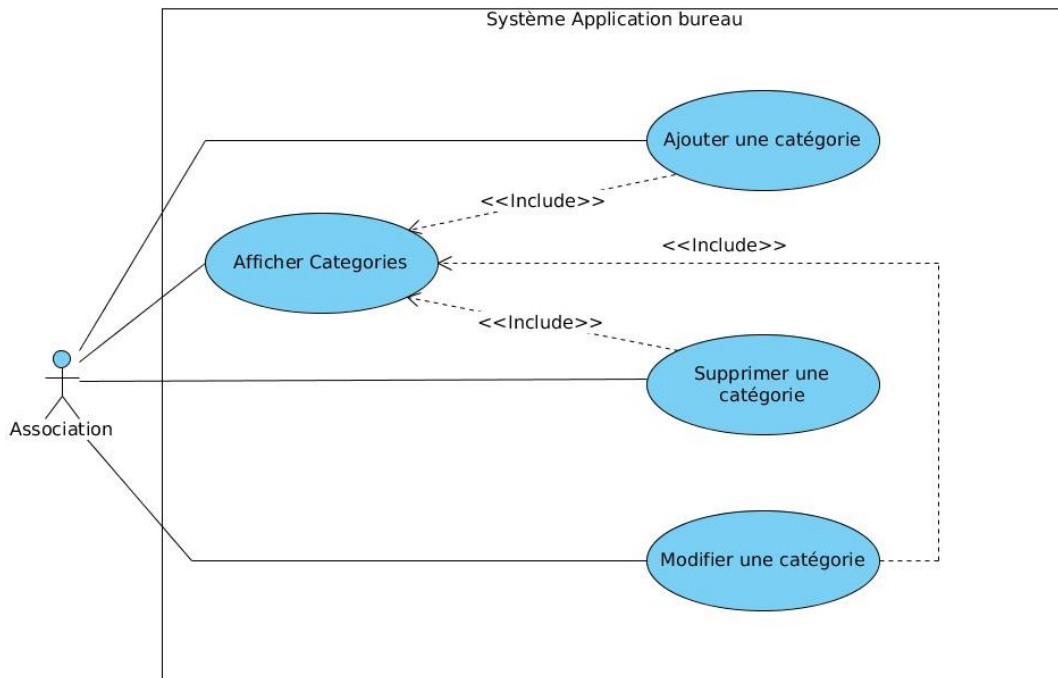 Système Application bureau
Ajouter une catégorie
<<Include>>
<<Include>>
Afficher Categories
<<Include>>
Supprimer une
catégorie
Association
Modifier une catégorie